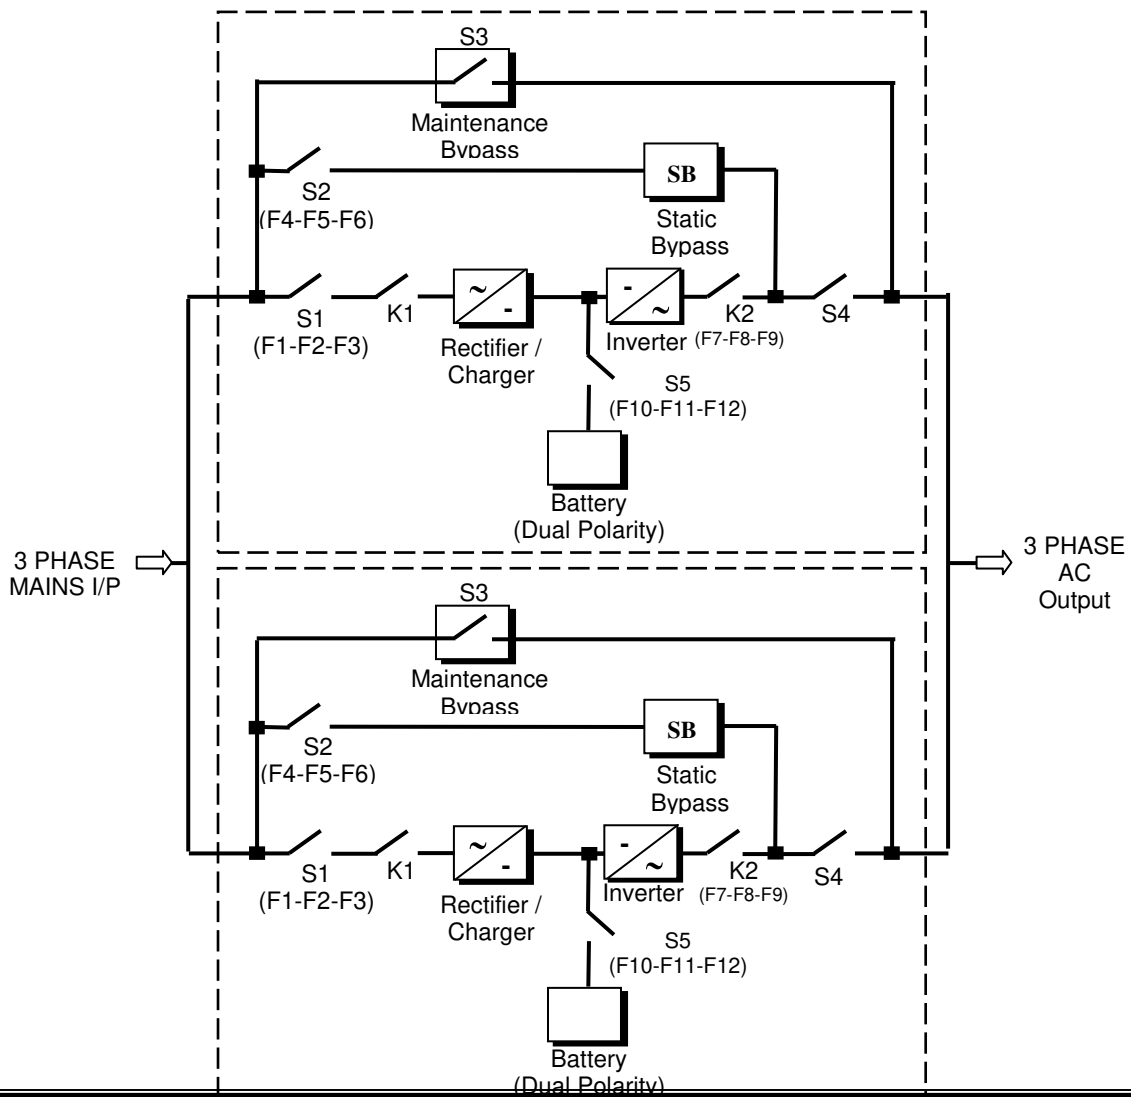 S3
Maintenance
Bypass
S2
(F4-F5-F6)
SB
Static
Bypass
S1
(F1-F2-F3)
K1
~
-
Rectifier /
Charger
-
~
Inverter
K2
(F7-F8-F9)
S4
S5
(F10-F11-F12)
Battery
(Dual Polarity)
3 PHASE
MAINS I/P
3 PHASE
AC
Output
S3
Maintenance
Bypass
S2
(F4-F5-F6)
SB
Static
Bypass
S1
(F1-F2-F3)
K1
~
-
Rectifier /
Charger
-
~
Inverter
K2
(F7-F8-F9)
S4
S5
(F10-F11-F12)
Battery
(Dual Polarity)